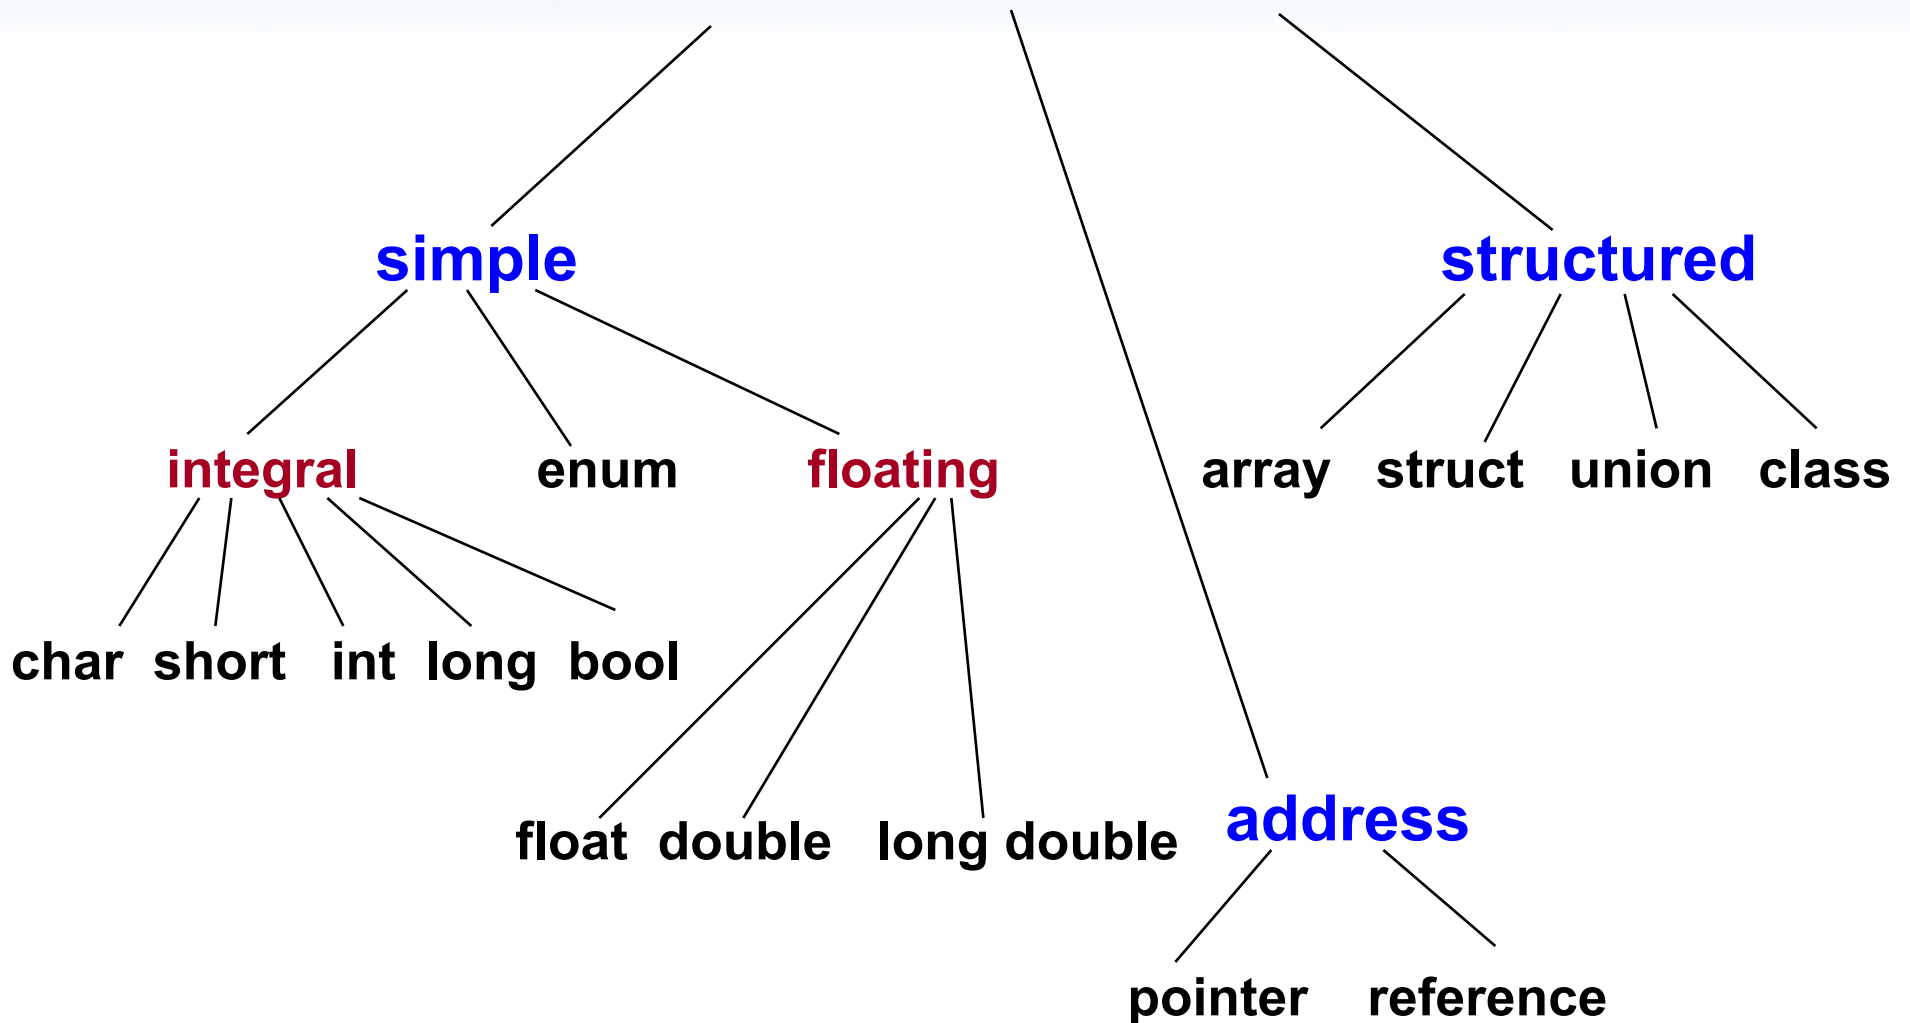 simple structured
integral enum floating array struct union class
char short int long bool
float double long double address
pointer reference